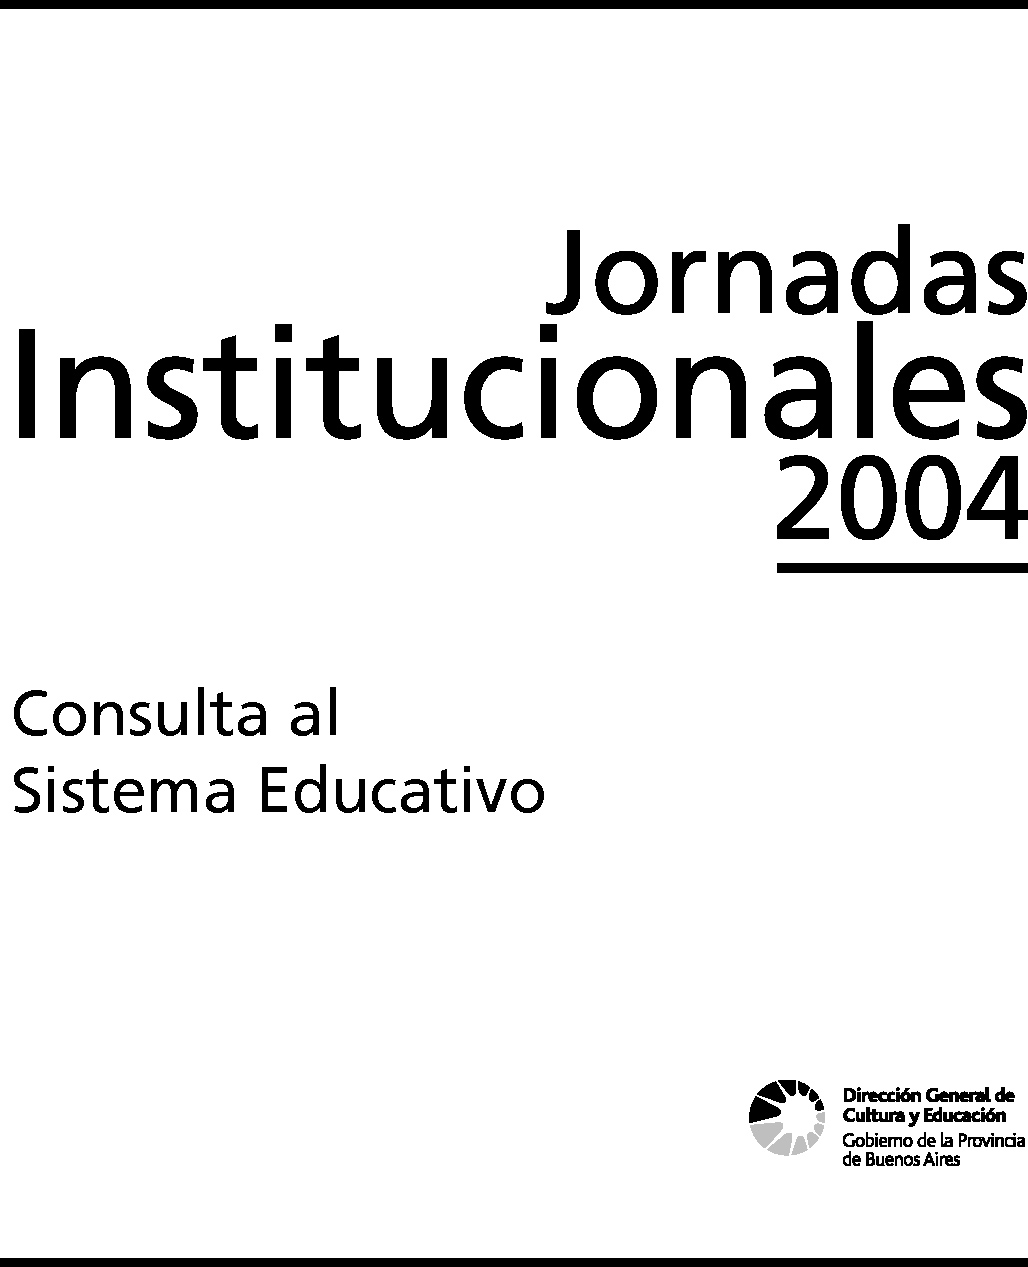 Jornadas
Institucionales
2004
Consulta al
Sistema Educativo
Dirección General de
Cultura y Educación
Gobierno de la Provincia
de Buenos Aires